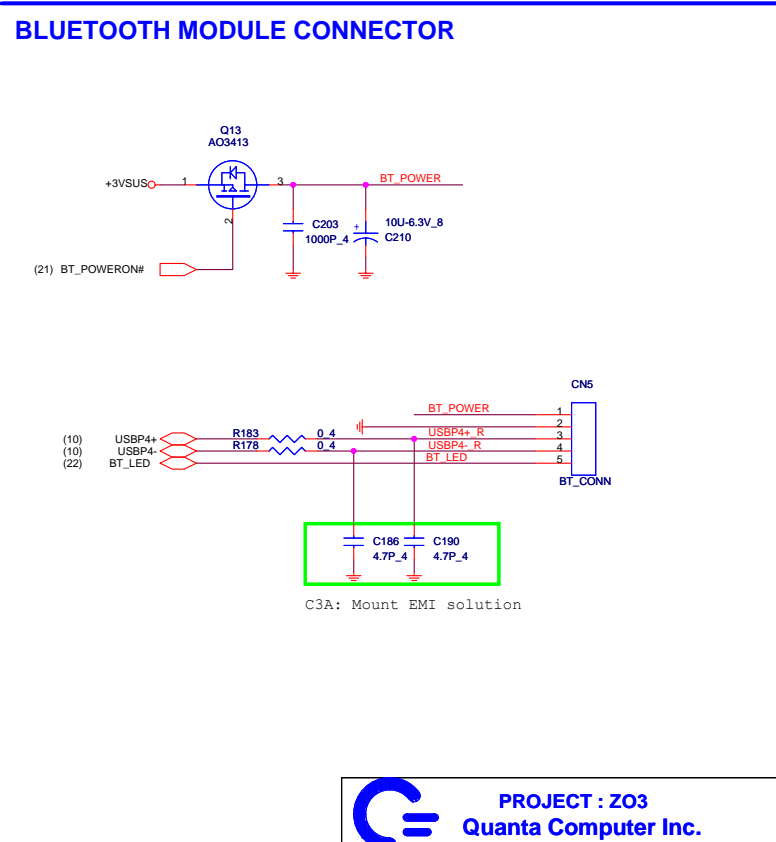 BLUETOOTH MODULE CONNECTOR
Q13
AO3413
+3VSUS
1
3
BT_POWER
2
C203
1000P_4
+
10U-6.3V_8
C210
(21) BT_POWERON#
CN5
BT_POWER
1
2
(10) USBP4+ R183 0_4 USBP4+_R 3
(10) USBP4- R178 0_4 USBP4-_R 4
(22) BT_LED BT_LED 5
BT_CONN
C186 C190
4.7P_4 4.7P_4
C3A: Mount EMI solution
PROJECT : ZO3
Quanta Computer Inc.